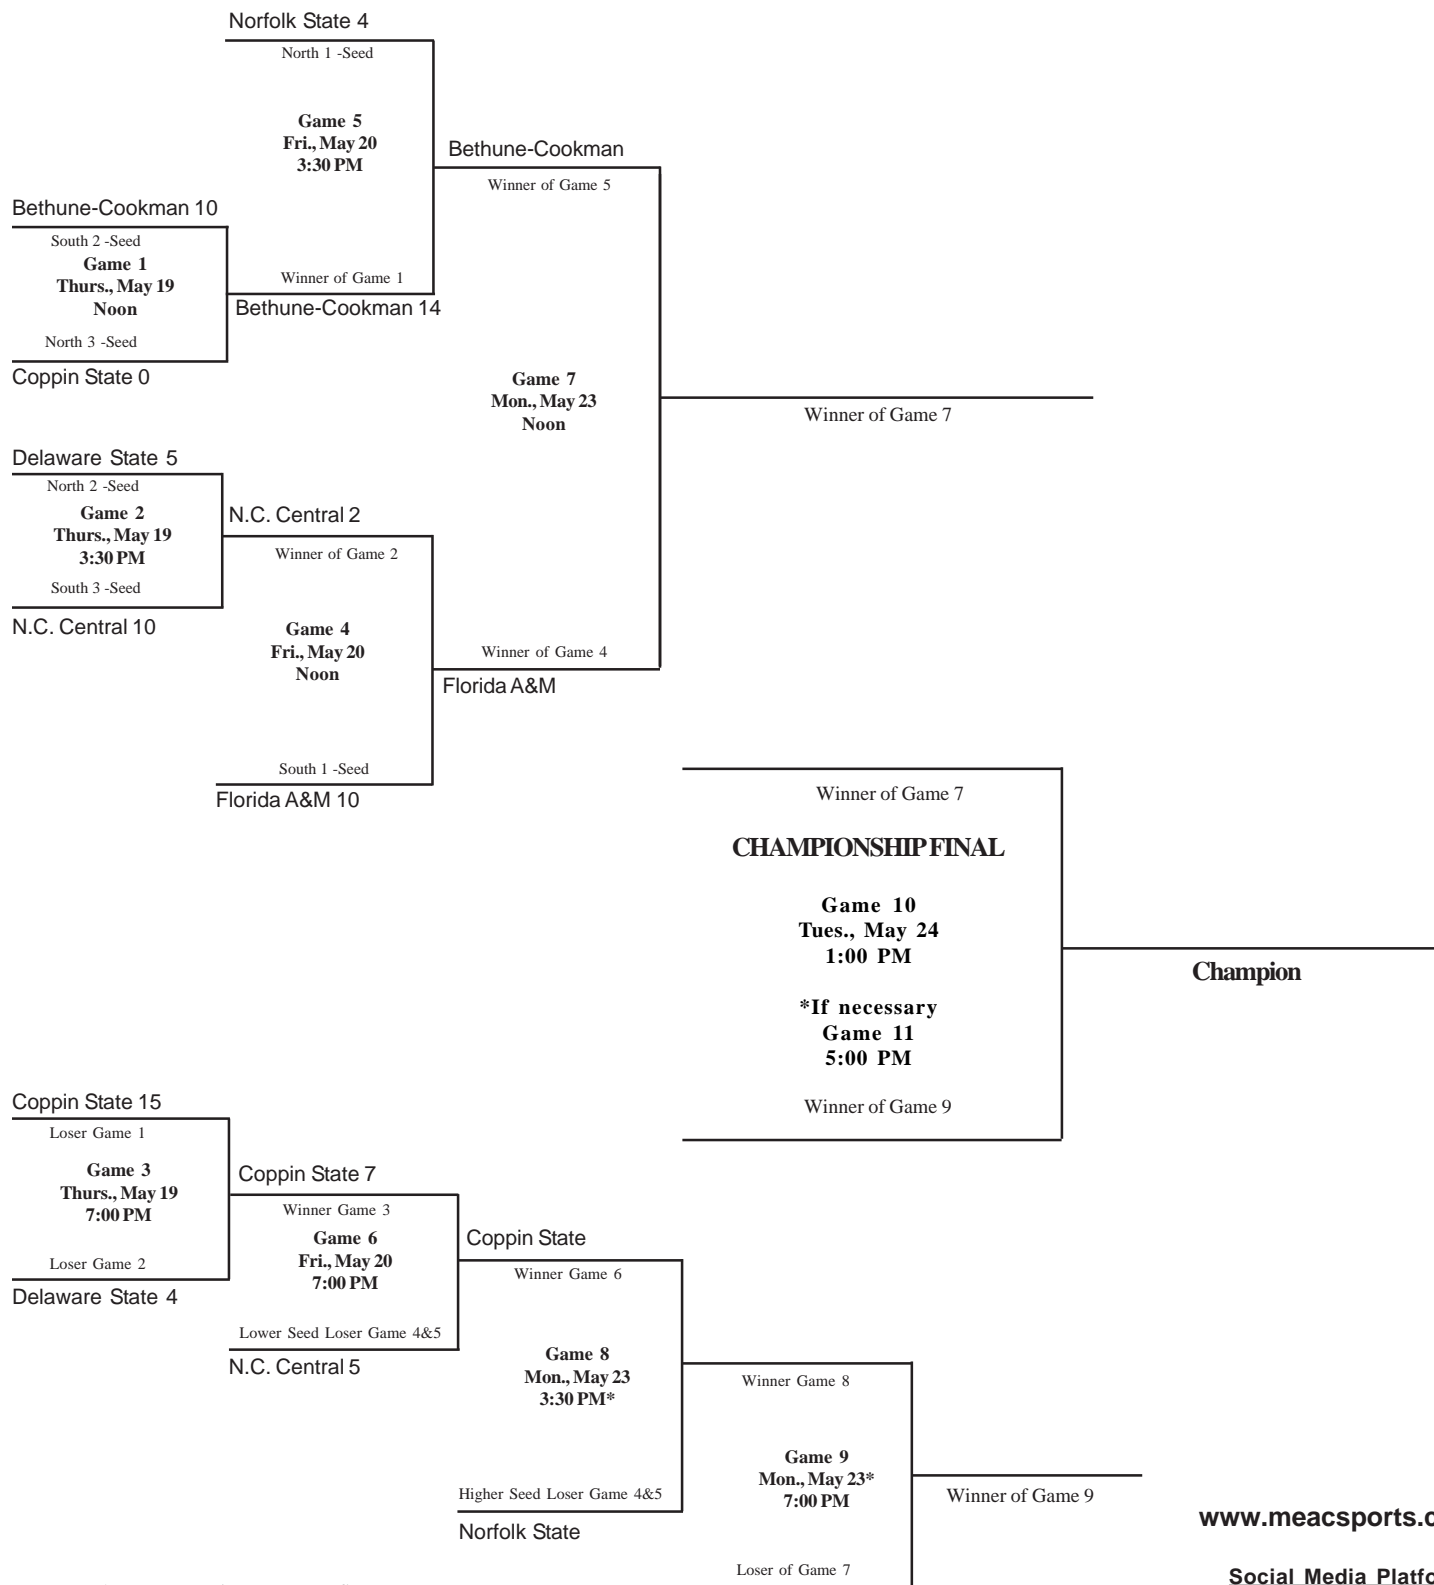 Norfolk State 4
North 1 -Seed
Game 5
Fri., May 20
3:30 PM
Bethune-Cookman
Winner of Game 5
Bethune-Cookman 10
South 2 -Seed
Game 1
Thurs., May 19
Noon
Winner of Game 1
Bethune-Cookman 14
North 3 -Seed
Coppin State 0
Game 7
Mon., May 23
Noon
Winner of Game 7
Delaware State 5
North 2 -Seed
Game 2
Thurs., May 19
3:30 PM
South 3 -Seed
N.C. Central 10
N.C. Central 2
Winner of Game 2
Game 4
Fri., May 20
Noon
Winner of Game 4
Florida A&M
South 1 -Seed
Florida A&M 10
Winner of Game 7
CHAMPIONSHIP FINAL
Game 10
Tues., May 24
1:00 PM
*If necessary
Game 11
5:00 PM
Winner of Game 9
Champion
Coppin State 15
Loser Game 1
Game 3
Thurs., May 19
7:00 PM
Loser Game 2
Delaware State 4
Coppin State 7
Winner Game 3
Game 6
Fri., May 20
7:00 PM
Lower Seed Loser Game 4&5
N.C. Central 5
Coppin State
Winner Game 6
Game 8
Mon., May 23
3:30 PM*
Higher Seed Loser Game 4&5
Norfolk State
Winner Game 8
Game 9
Mon., May 23*
7:00 PM
Loser of Game 7
Winner of Game 9
www.meacsports.c
Social Media Platfo